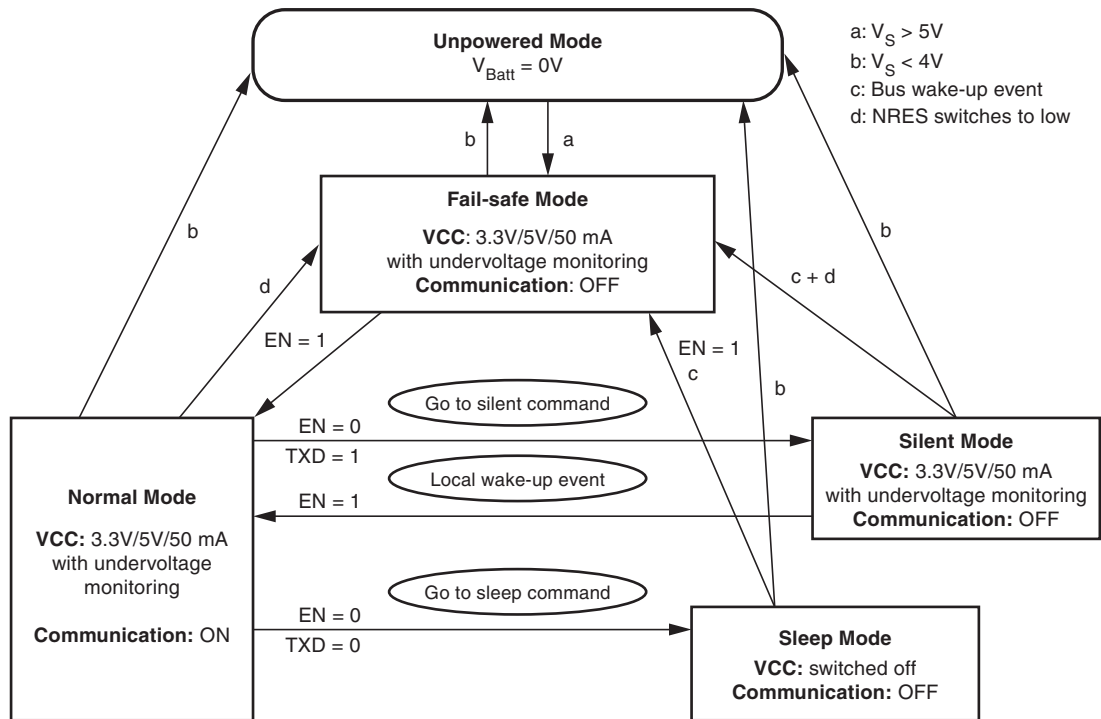 Unpowered Mode
V_Batt = 0V
a: V_S > 5V
b: V_S < 4V
c: Bus wake-up event
d: NRES switches to low
b
a
Fail-safe Mode
VCC: 3.3V/5V/50 mA
with undervoltage monitoring
Communication: OFF
b
b
d
c + d
EN = 1
EN = 1
c
b
Go to silent command
EN = 0
TXD = 1
Local wake-up event
EN = 1
Silent Mode
VCC: 3.3V/5V/50 mA
with undervoltage monitoring
Communication: OFF
Normal Mode
VCC: 3.3V/5V/50 mA
with undervoltage
monitoring
Communication: ON
Go to sleep command
EN = 0
TXD = 0
Sleep Mode
VCC: switched off
Communication: OFF